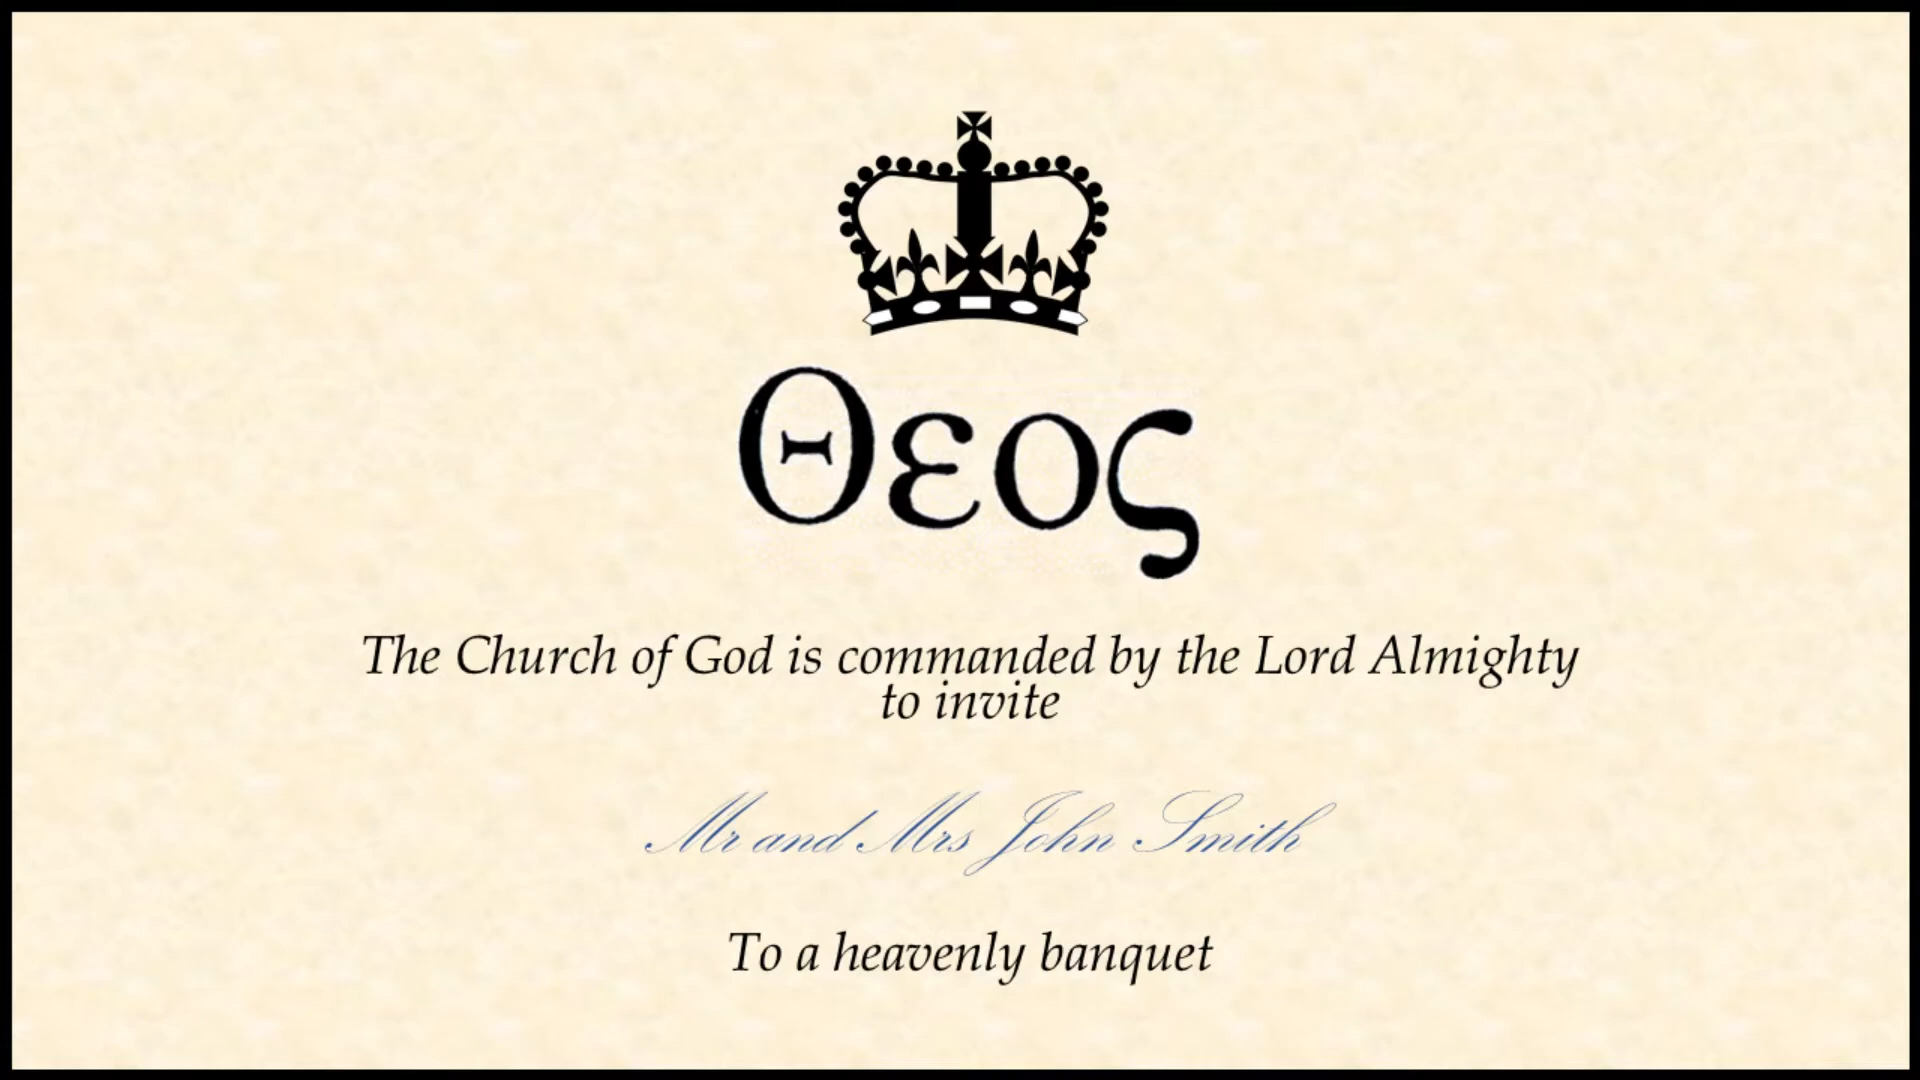 Θεος
The Church of God is commanded by the Lord Almighty
to invite
Mr and Mrs John Smith
To a heavenly banquet